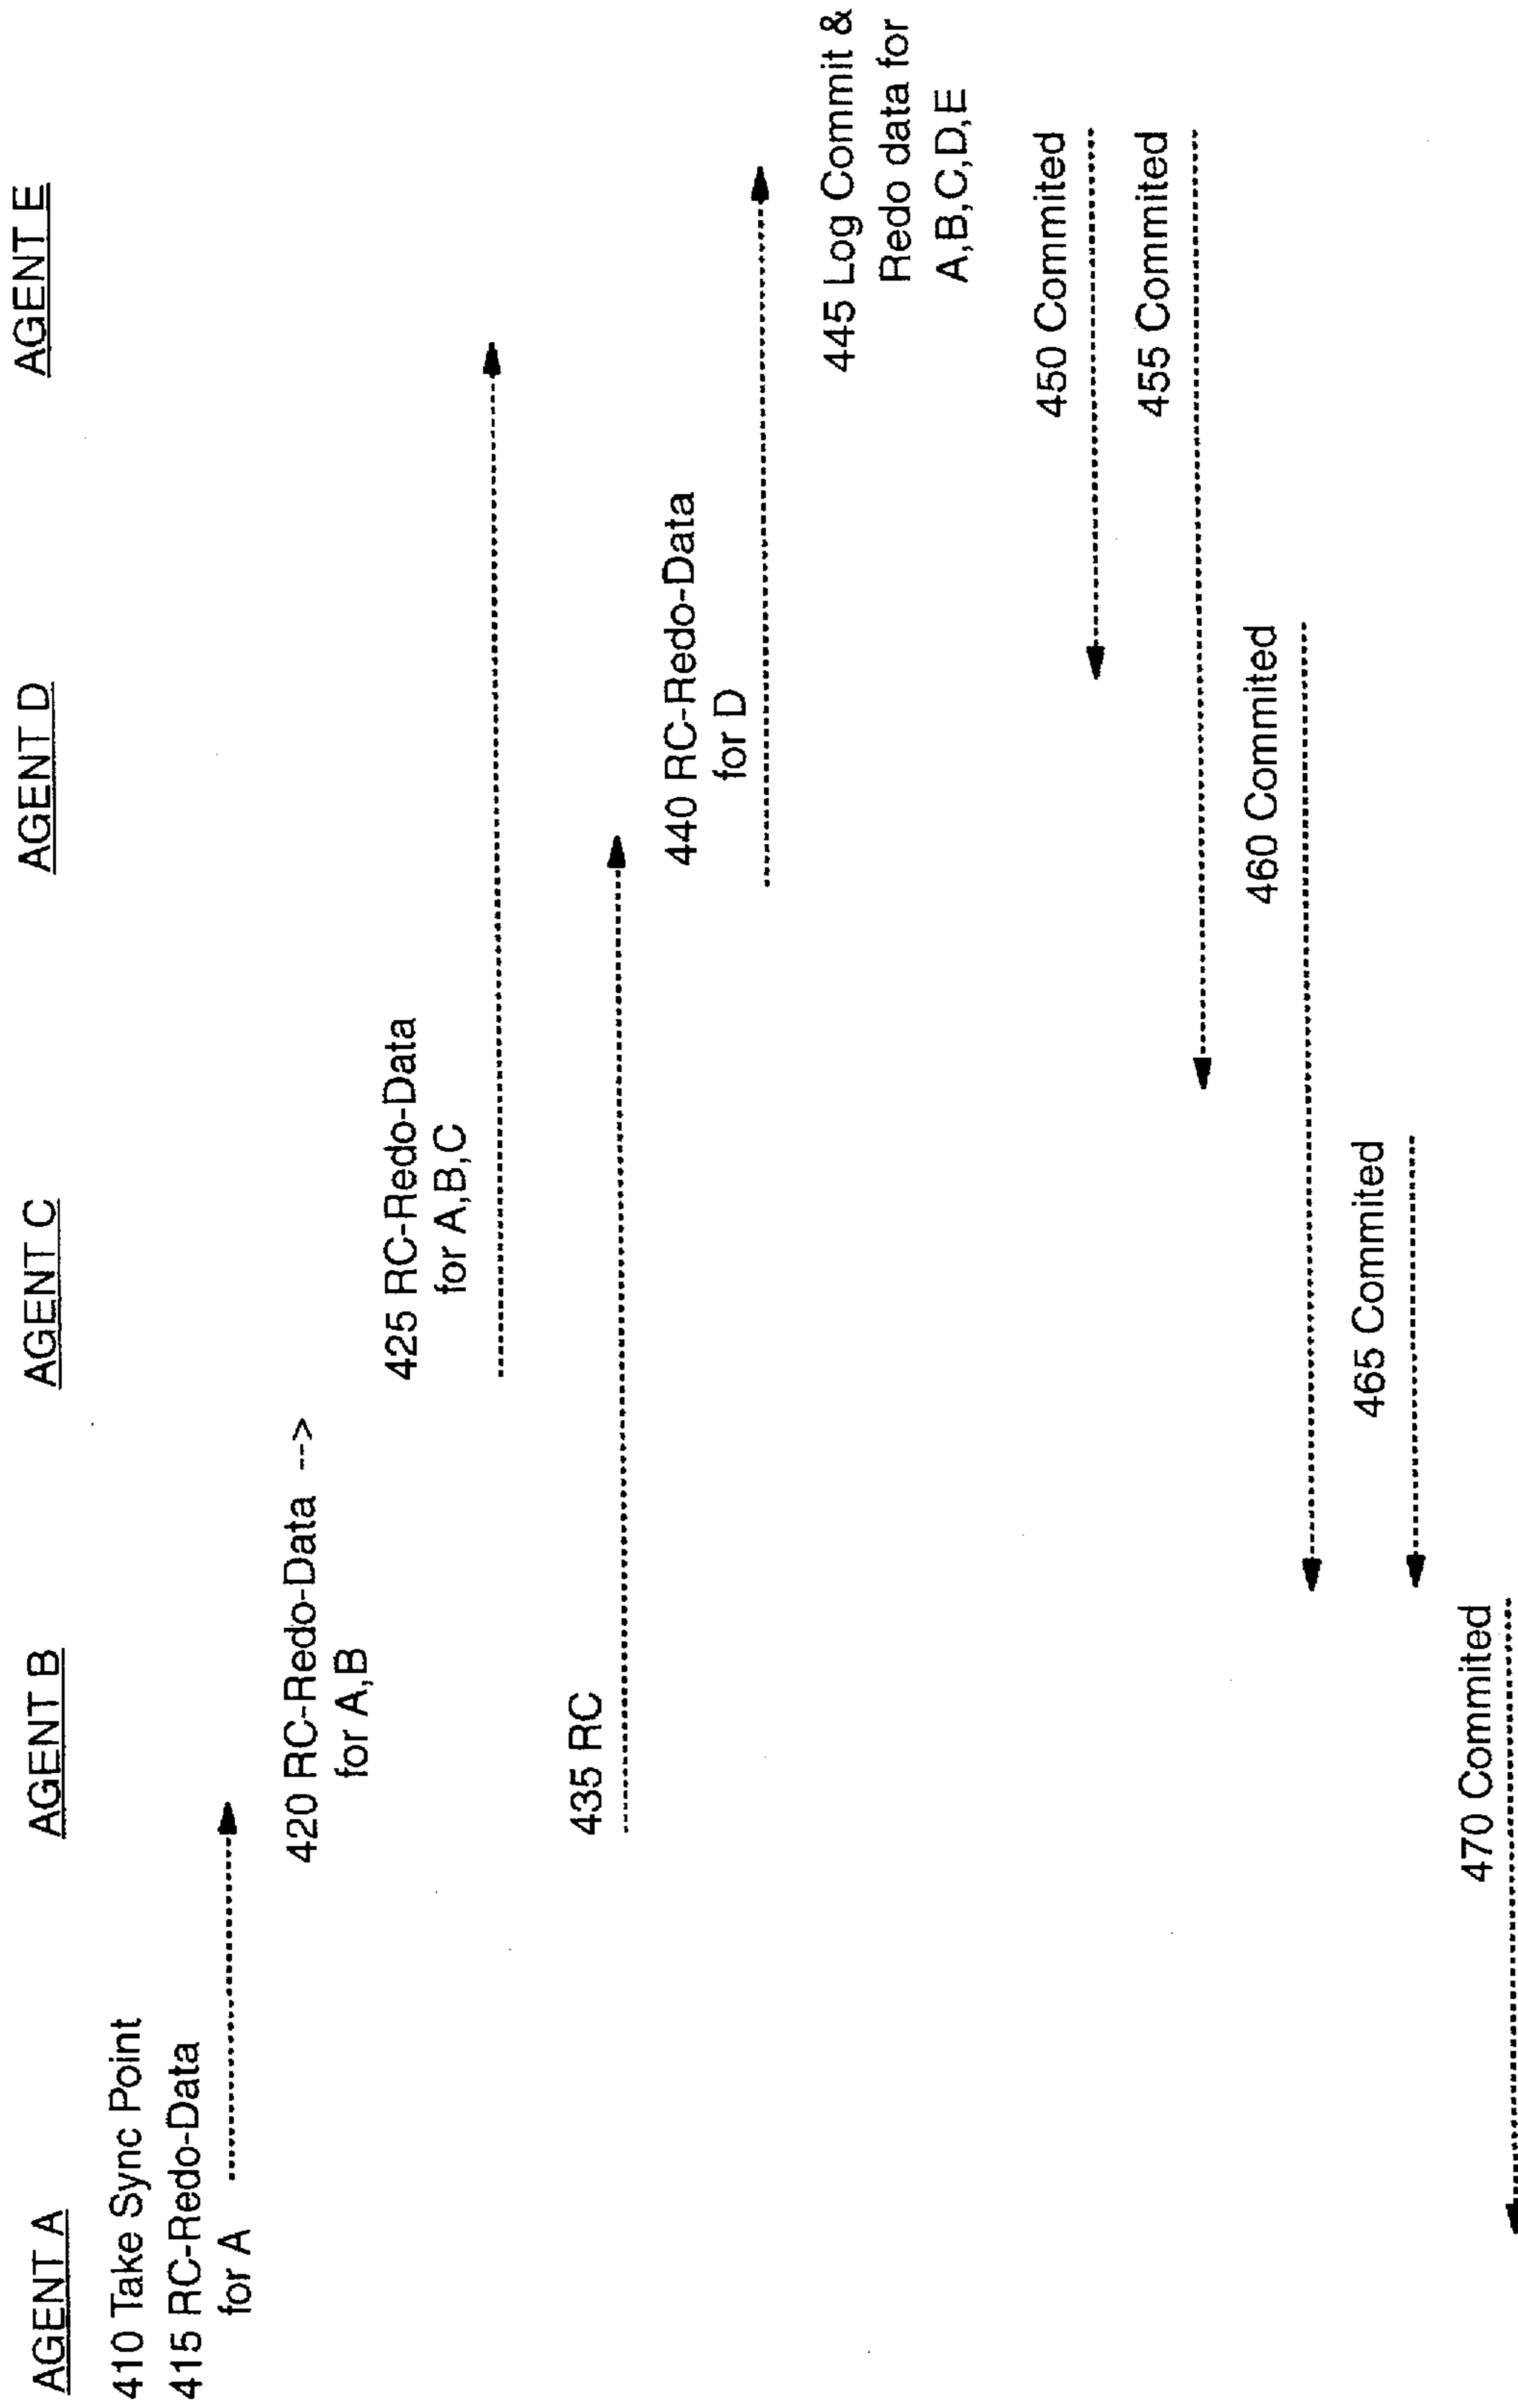 AGENT A
AGENT B
AGENT C
AGENT D
AGENT E
410 Take Sync Point
415 RC-Redo-Data
for A
420 RC-Redo-Data -->
for A,B
425 RC-Redo-Data
for A,B,C
435 RC
440 RC-Redo-Data
for D
445 Log Commit &
Redo data for
A,B,C,D,E
450 Commited
455 Commited
460 Commited
465 Commited
470 Commited